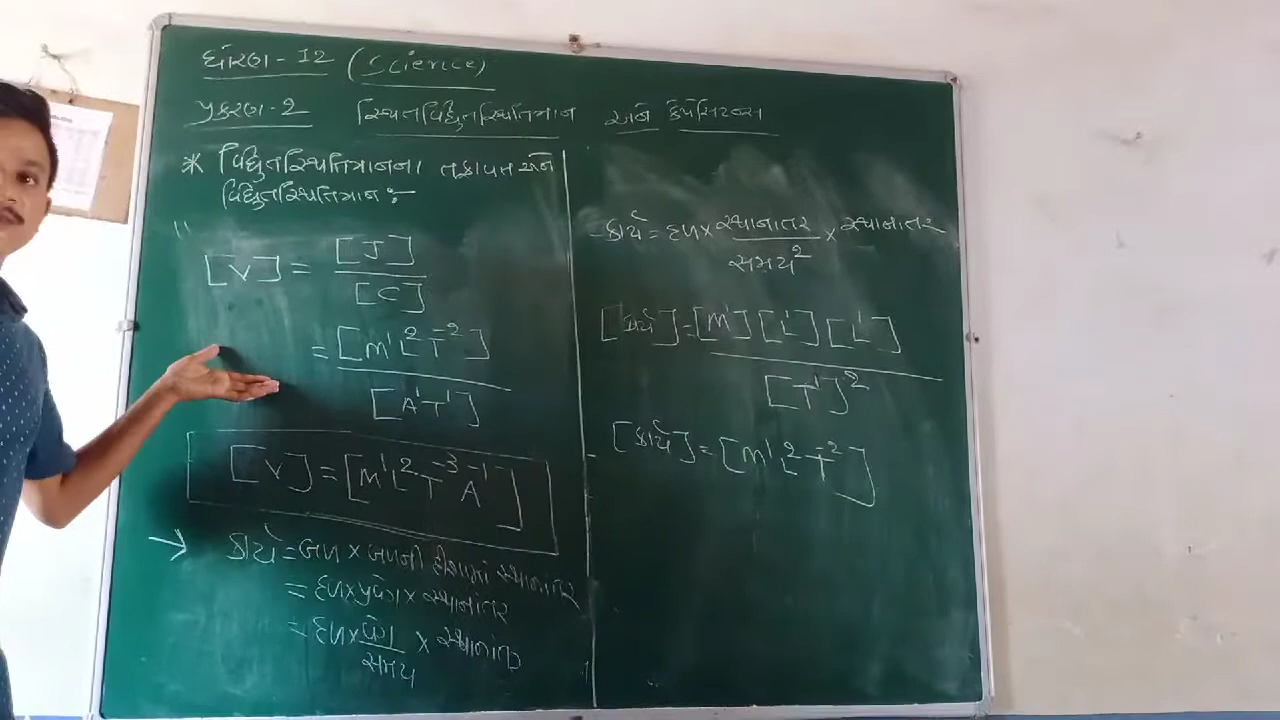 ધોરણ - 12 (Science)
પ્રકરણ - 2 સ્થિતવિદ્યુતસ્થિતિમાન અને કેપેસિટન્સ
* વિદ્યુતસ્થિતિમાનના તફાવત અને
વિદ્યુતસ્થિતિમાન :-
"
[V] = [J] / [C]
= [M¹L²T⁻²] / [A¹T¹]
[V] = [M¹L²T⁻³A⁻¹]
→ કાર્ય = બળ × બળની દીશામાં સ્થાનાંતર
= દળ × પ્રવેગ × સ્થાનાંતર
= દળ × વેગ / સમય × સ્થાનાંતર
- કાર્ય = દળ × સ્થાનાતર / સમય² × સ્થાનાતર
[કાર્ય] = [M¹] [L¹] [L¹] / [T¹]²
- [કાર્ય] = [M¹L²T⁻²]